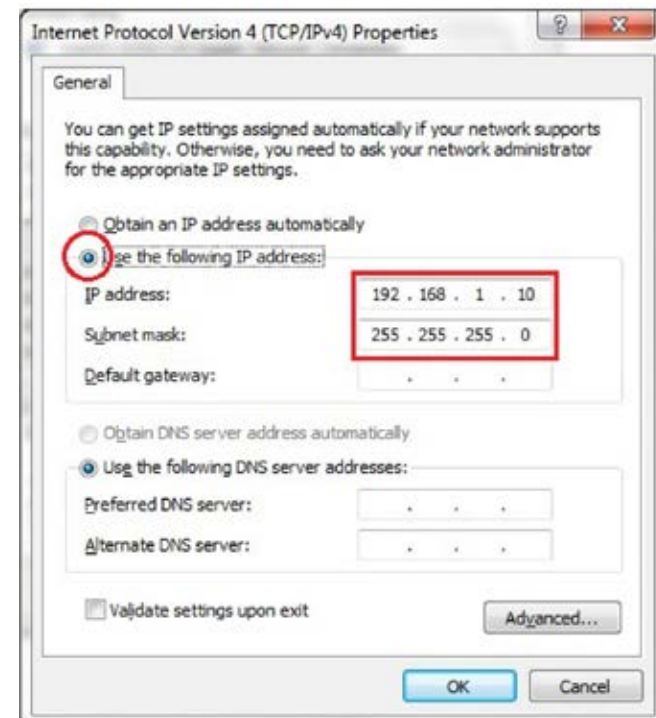 Internet Protocol Version 4 (TCP/IPv4) Properties
General
You can get IP settings assigned automatically if your network supports
this capability. Otherwise, you need to ask your network administrator
for the appropriate IP settings.
Obtain an IP address automatically
Use the following IP address:
IP address: 192 . 168 . 1 . 10
Subnet mask: 255 . 255 . 255 . 0
Default gateway: . . .
Obtain DNS server address automatically
Use the following DNS server addresses:
Preferred DNS server: . . .
Alternate DNS server: . . .
Validate settings upon exit
Advanced...
OK Cancel